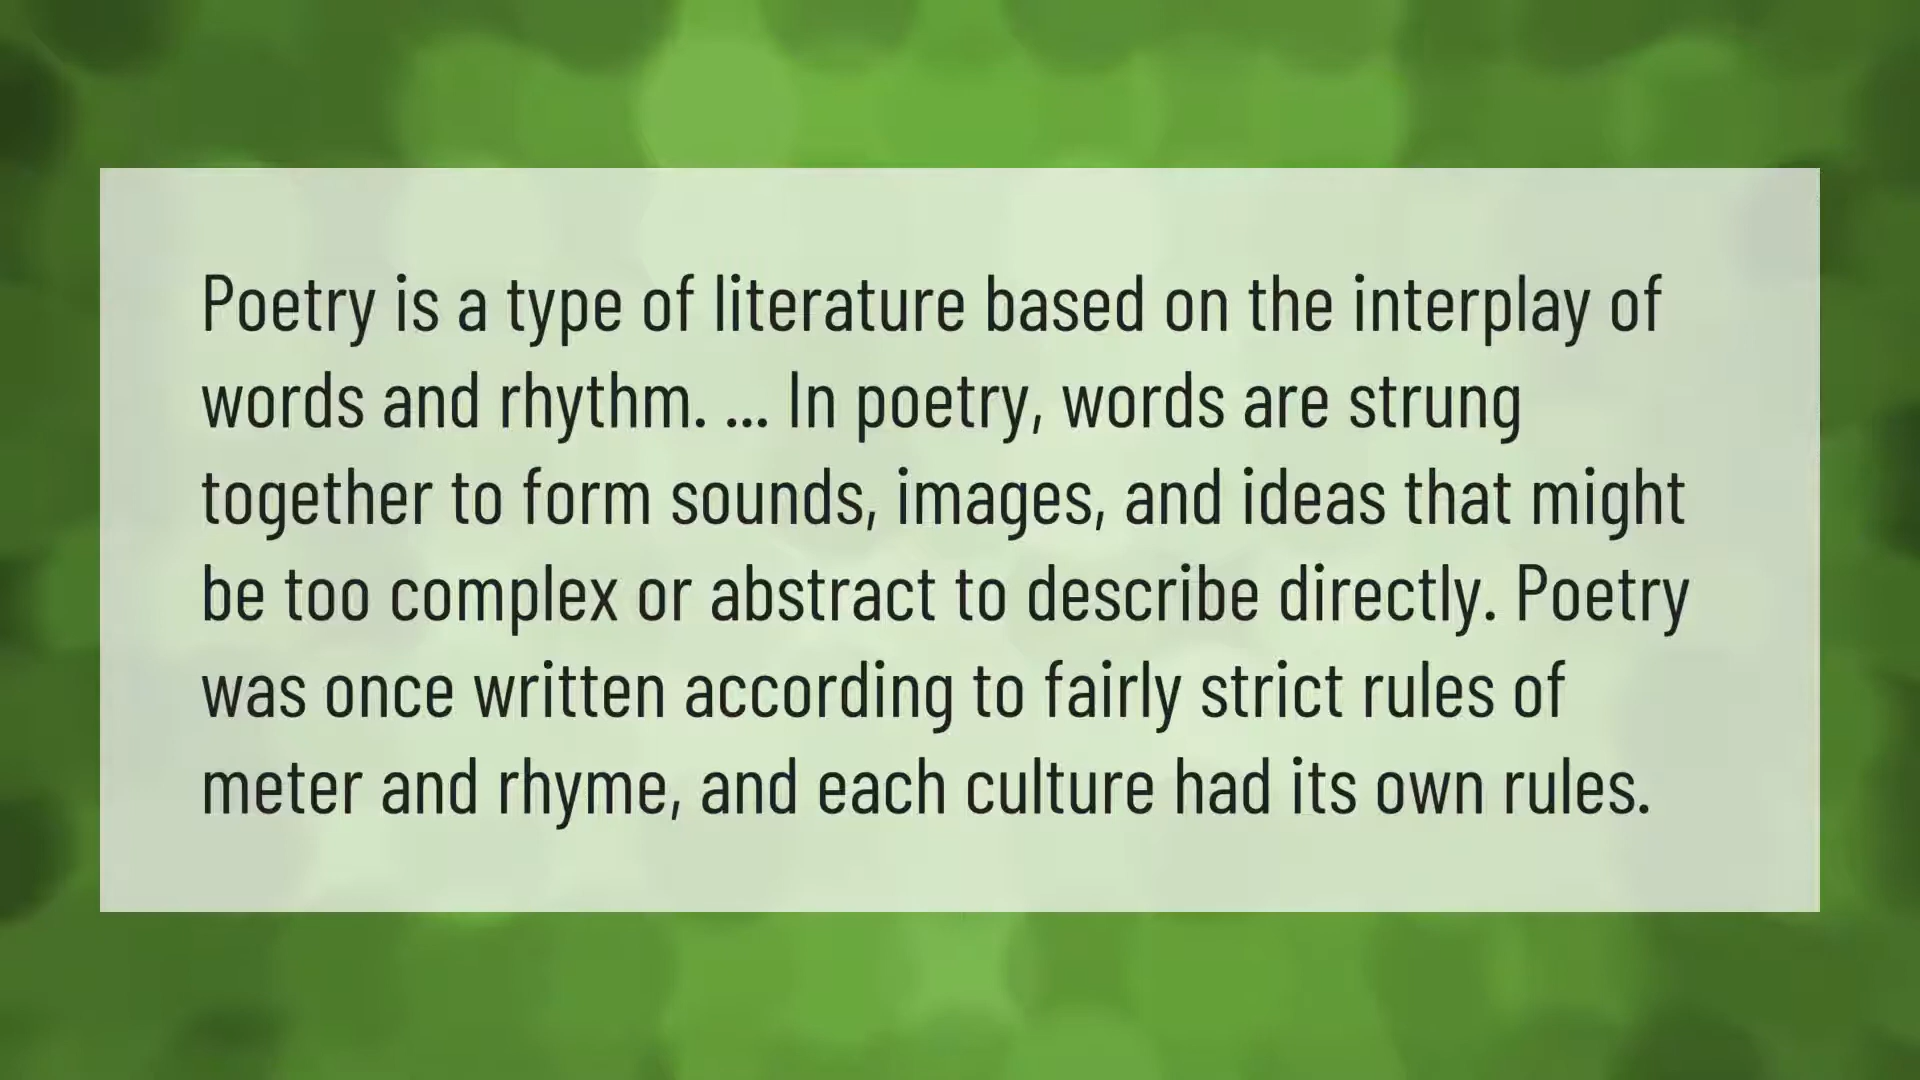 Poetry is a type of literature based on the interplay of
words and rhythm. ... In poetry, words are strung
together to form sounds, images, and ideas that might
be too complex or abstract to describe directly. Poetry
was once written according to fairly strict rules of
meter and rhyme, and each culture had its own rules.